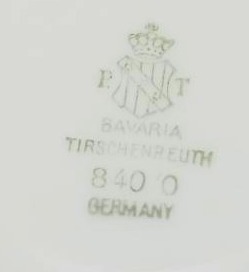 P T
BAVARIA
TIRSCHENREUTH
840 0
GERMANY